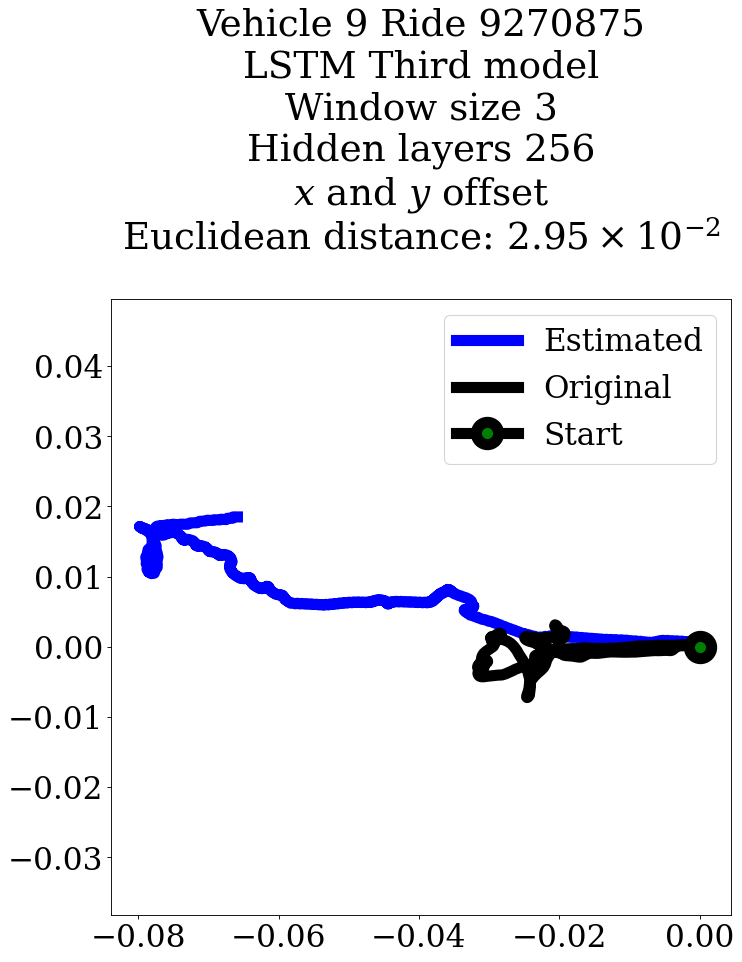 Vehicle 9 Ride 9270875
LSTM Third model
Window size 3
Hidden layers 256
x and y offset
Euclidean distance: 2.95 × 10⁻²
Estimated
Original
Start
0.04
0.03
0.02
0.01
0.00
−0.01
−0.02
−0.03
−0.08 −0.06 −0.04 −0.02 0.00